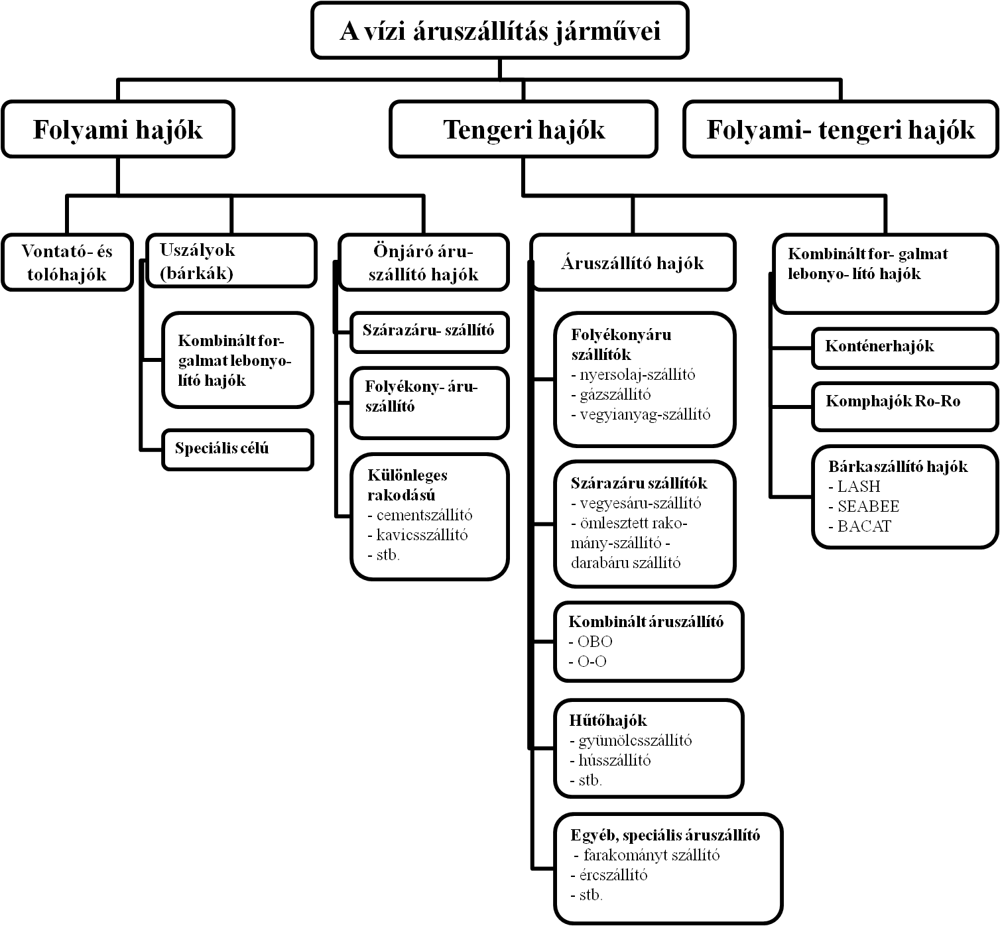 A vízi áruszállítás járművei
Folyami hajók
Tengeri hajók
Folyami- tengeri hajók
Vontató- és
tolóhajók
Uszályok
(bárkák)
Kombinált for-
galmat lebonyo-
lító hajók
Speciális célú
Önjáró áru-
szállító hajók
Szárazáru- szállító
Folyékony- áru-
szállító
Különleges
rakodású
- cementszállító
- kavicsszállító
- stb.
Áruszállító hajók
Folyékonyáru
szállítók
- nyersolaj-szállító
- gázszállító
- vegyianyag-szállító
Szárazáru szállítók
- vegyesáru-szállító
- ömlesztett rako-
mány-szállító -
darabáru szállító
Kombinált áruszállító
- OBO
- O-O
Hűtőhajók
- gyümölcsszállító
- hússzállító
- stb.
Egyéb, speciális áruszállító
- farakományt szállító
- ércszállító
- stb.
Kombinált for- galmat
lebonyo- lító hajók
Konténerhajók
Komphajók Ro-Ro
Bárkaszállító hajók
- LASH
- SEABEE
- BACAT